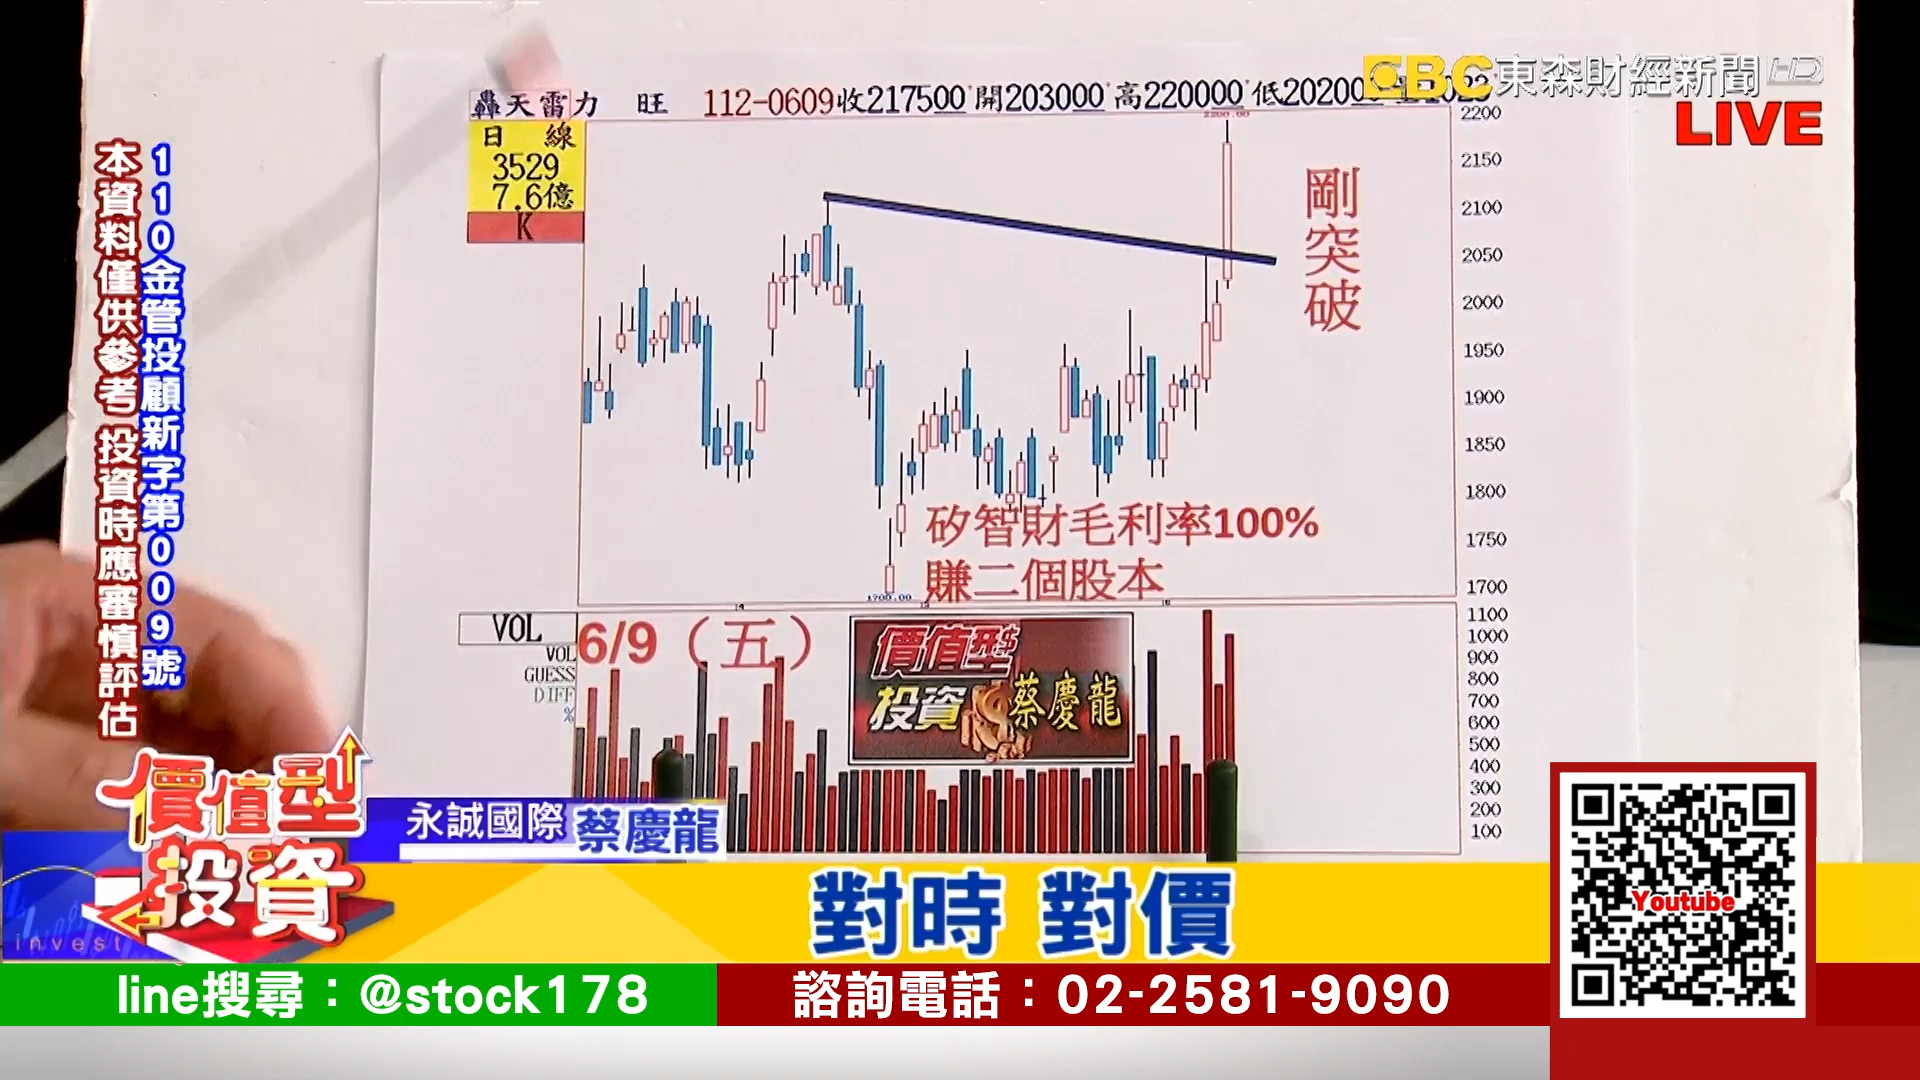 EBC東森財經新聞HD
LIVE
轟天雷力 旺 112-0609收217500 開203000 高220000 低20200
日 線
3529
7.6億
K
2200.00
2200
2150
2100
2050
2000
1950
1900
1850
1800
1750
1700
剛突破
矽智財毛利率100%
賺二個股本
1700.00
VOL
VOL
GUESS
DIFF
%
6/9（五）
價值型
投資 蔡慶龍
1100
1000
900
800
700
600
500
400
300
200
100
110金管投顧新字第009號
本資料僅供參考 投資時應審慎評估
價值型
投資
invest
永誠國際 蔡慶龍
對時 對價
Youtube
line搜尋：@stock178
諮詢電話：02-2581-9090